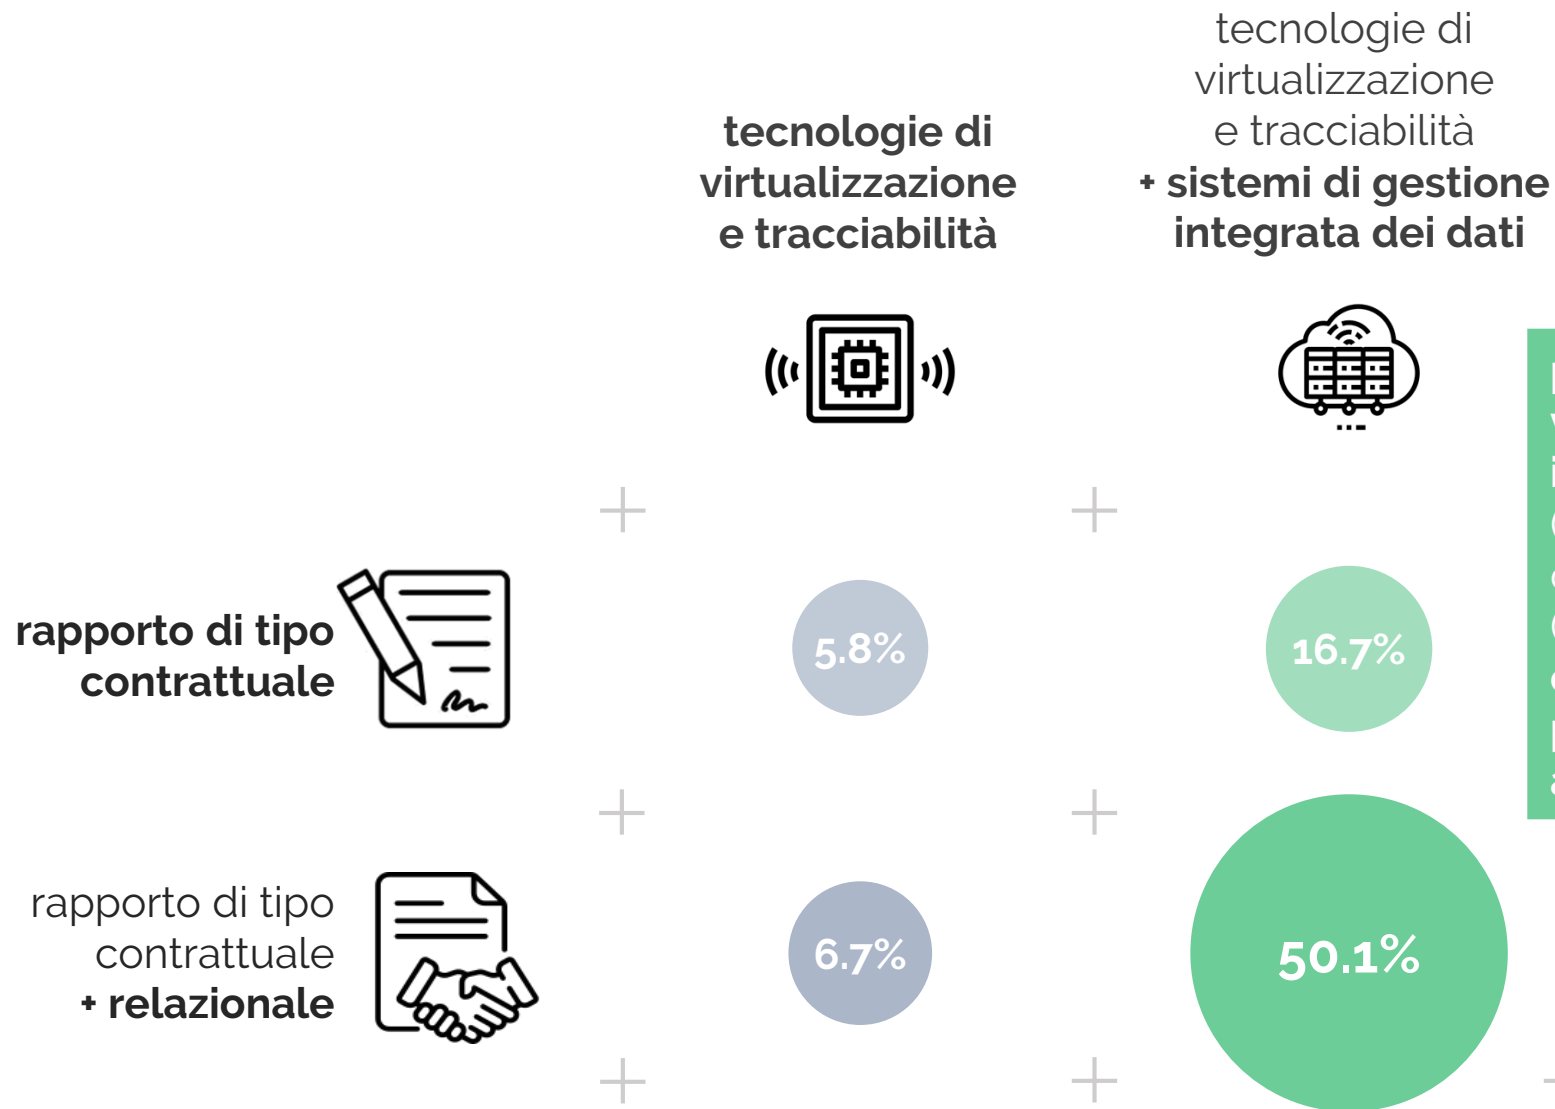 tecnologie di
virtualizzazione
e tracciabilità
tecnologie di
virtualizzazione
e tracciabilità
+ sistemi di gestione
integrata dei dati
rapporto di tipo
contrattuale
5.8%
16.7%
rapporto di tipo
contrattuale
+ relazionale
6.7%
50.1%